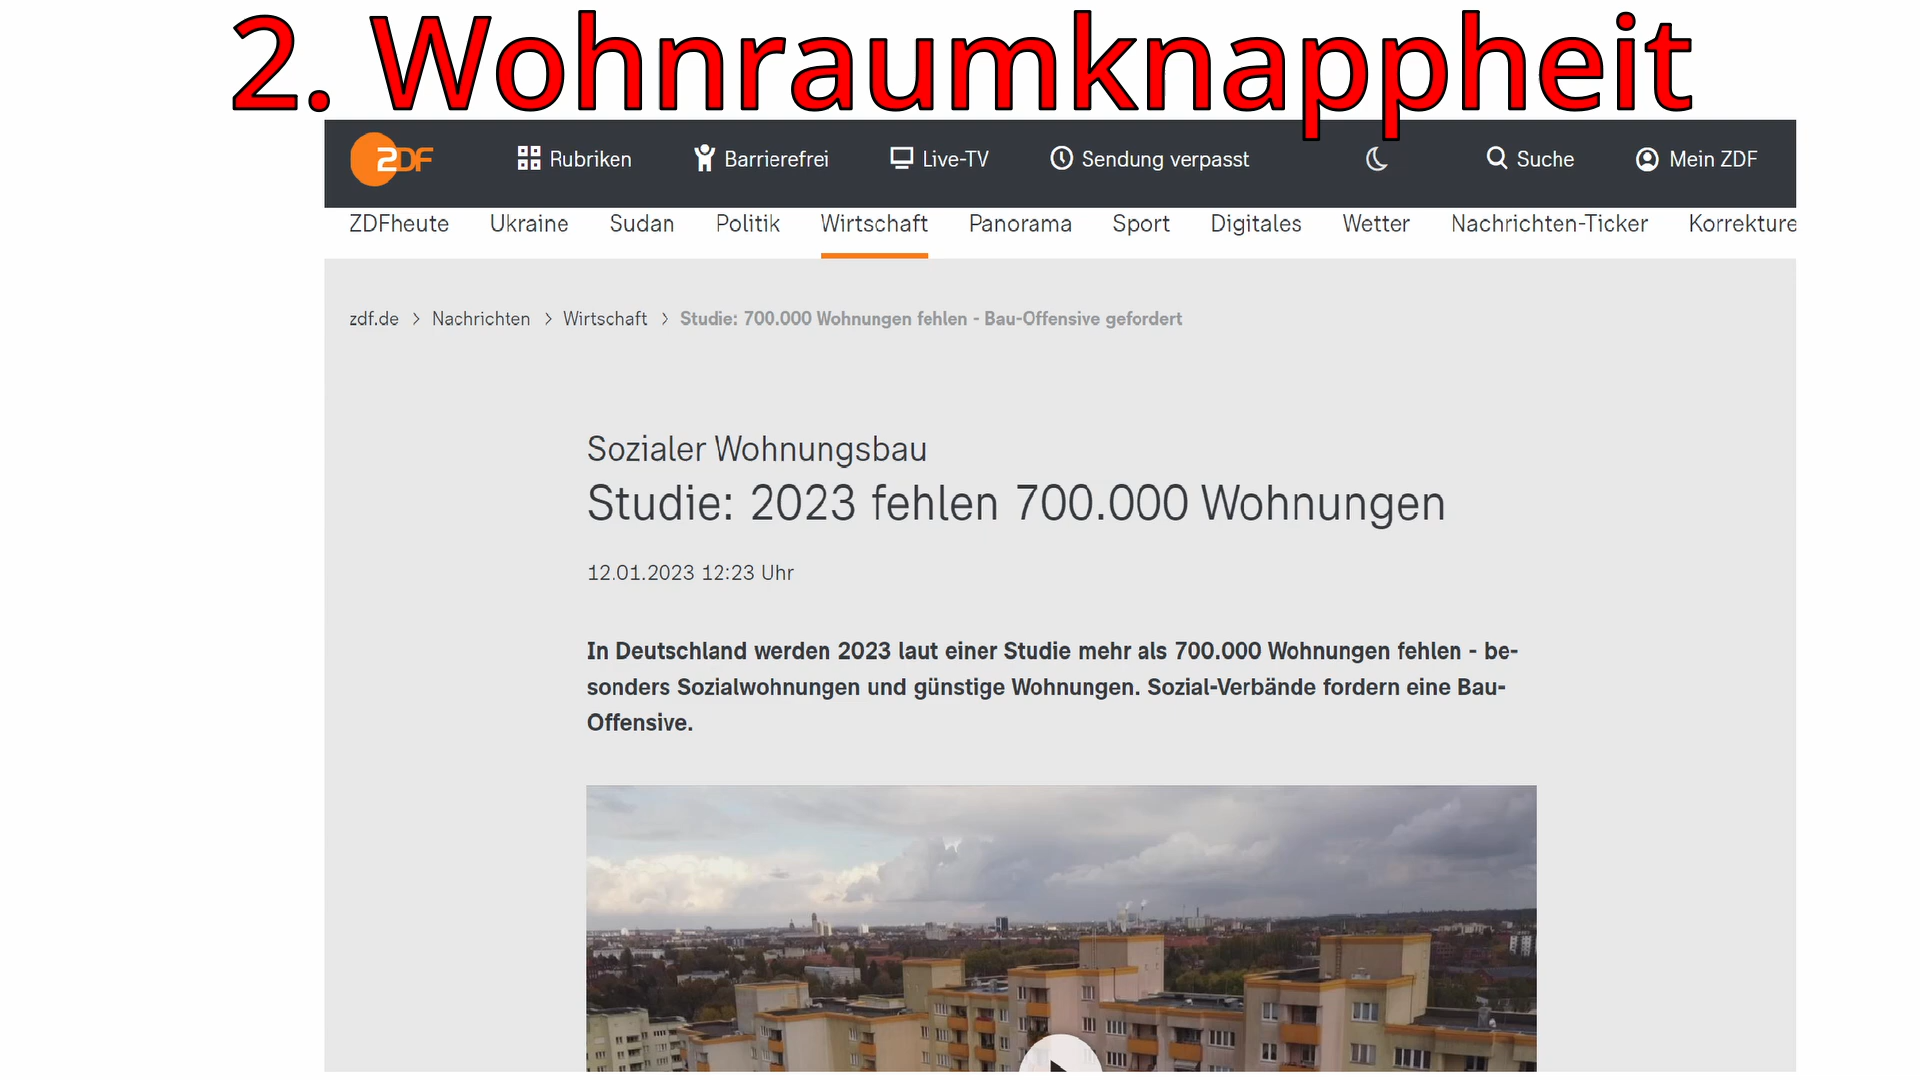 2. Wohnraumknappheit
ZDF Rubriken Barrierefrei Live-TV Sendung verpasst Suche Mein ZDF
ZDFheute Ukraine Sudan Politik Wirtschaft Panorama Sport Digitales Wetter Nachrichten-Ticker Korrekture
zdf.de > Nachrichten > Wirtschaft > Studie: 700.000 Wohnungen fehlen - Bau-Offensive gefordert
Sozialer Wohnungsbau
Studie: 2023 fehlen 700.000 Wohnungen
12.01.2023 12:23 Uhr
In Deutschland werden 2023 laut einer Studie mehr als 700.000 Wohnungen fehlen - be-
sonders Sozialwohnungen und günstige Wohnungen. Sozial-Verbände fordern eine Bau-
Offensive.